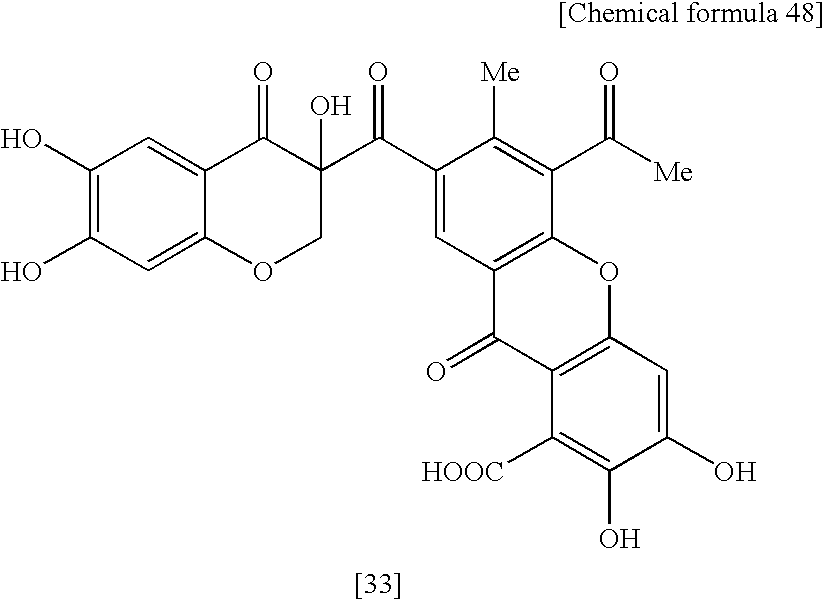 [Chemical formula 48]
O O Me O
OH
HO
Me
HO O O
O
HOOC OH
OH
[33]